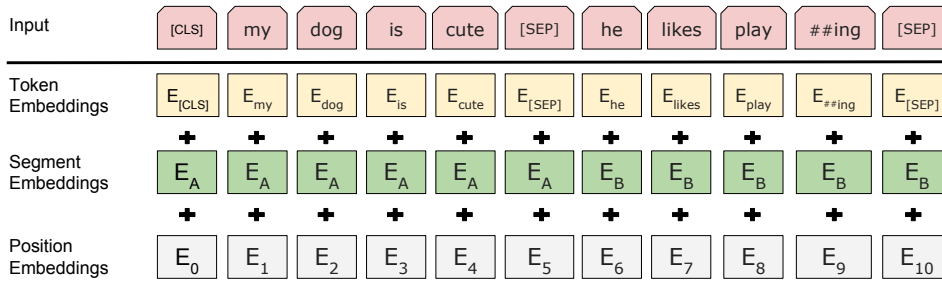 Input [CLS] my dog is cute [SEP] he likes play ##ing [SEP]
Token
Embeddings E[CLS] Emy Edog Eis Ecute E[SEP] Ehe Elikes Eplay E##ing E[SEP]
Segment
Embeddings EA EA EA EA EA EA EB EB EB EB EB
Position
Embeddings E0 E1 E2 E3 E4 E5 E6 E7 E8 E9 E10